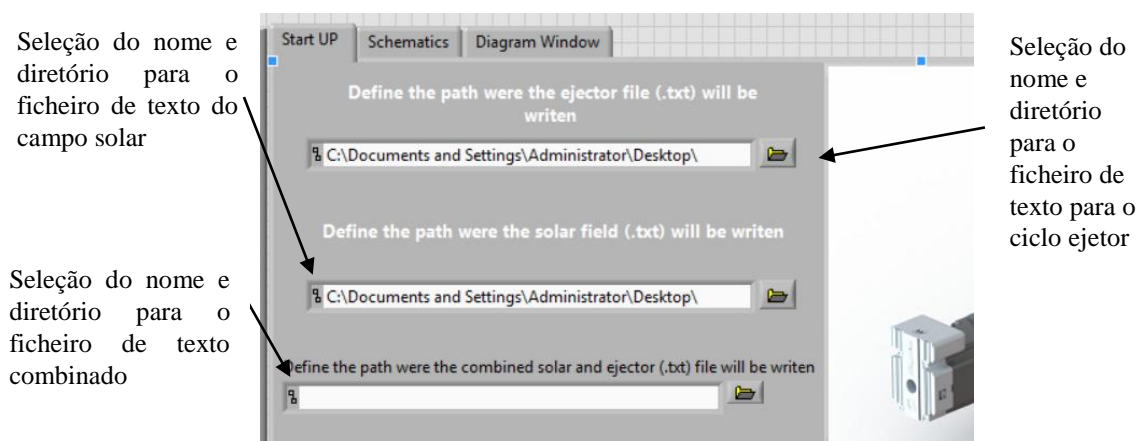 Seleção do nome e
diretório para o
ficheiro de texto do
campo solar
Seleção do nome e
diretório para o
ficheiro de texto
combinado
Start UP
Schematics
Diagram Window
Define the path were the ejector file (.txt) will be
writen
C:\Documents and Settings\Administrator\Desktop\
Define the path were the solar field (.txt) will be writen
C:\Documents and Settings\Administrator\Desktop\
Define the path were the combined solar and ejector (.txt) file will be writen
Seleção do
nome e
diretório
para o
ficheiro de
texto para o
ciclo ejetor